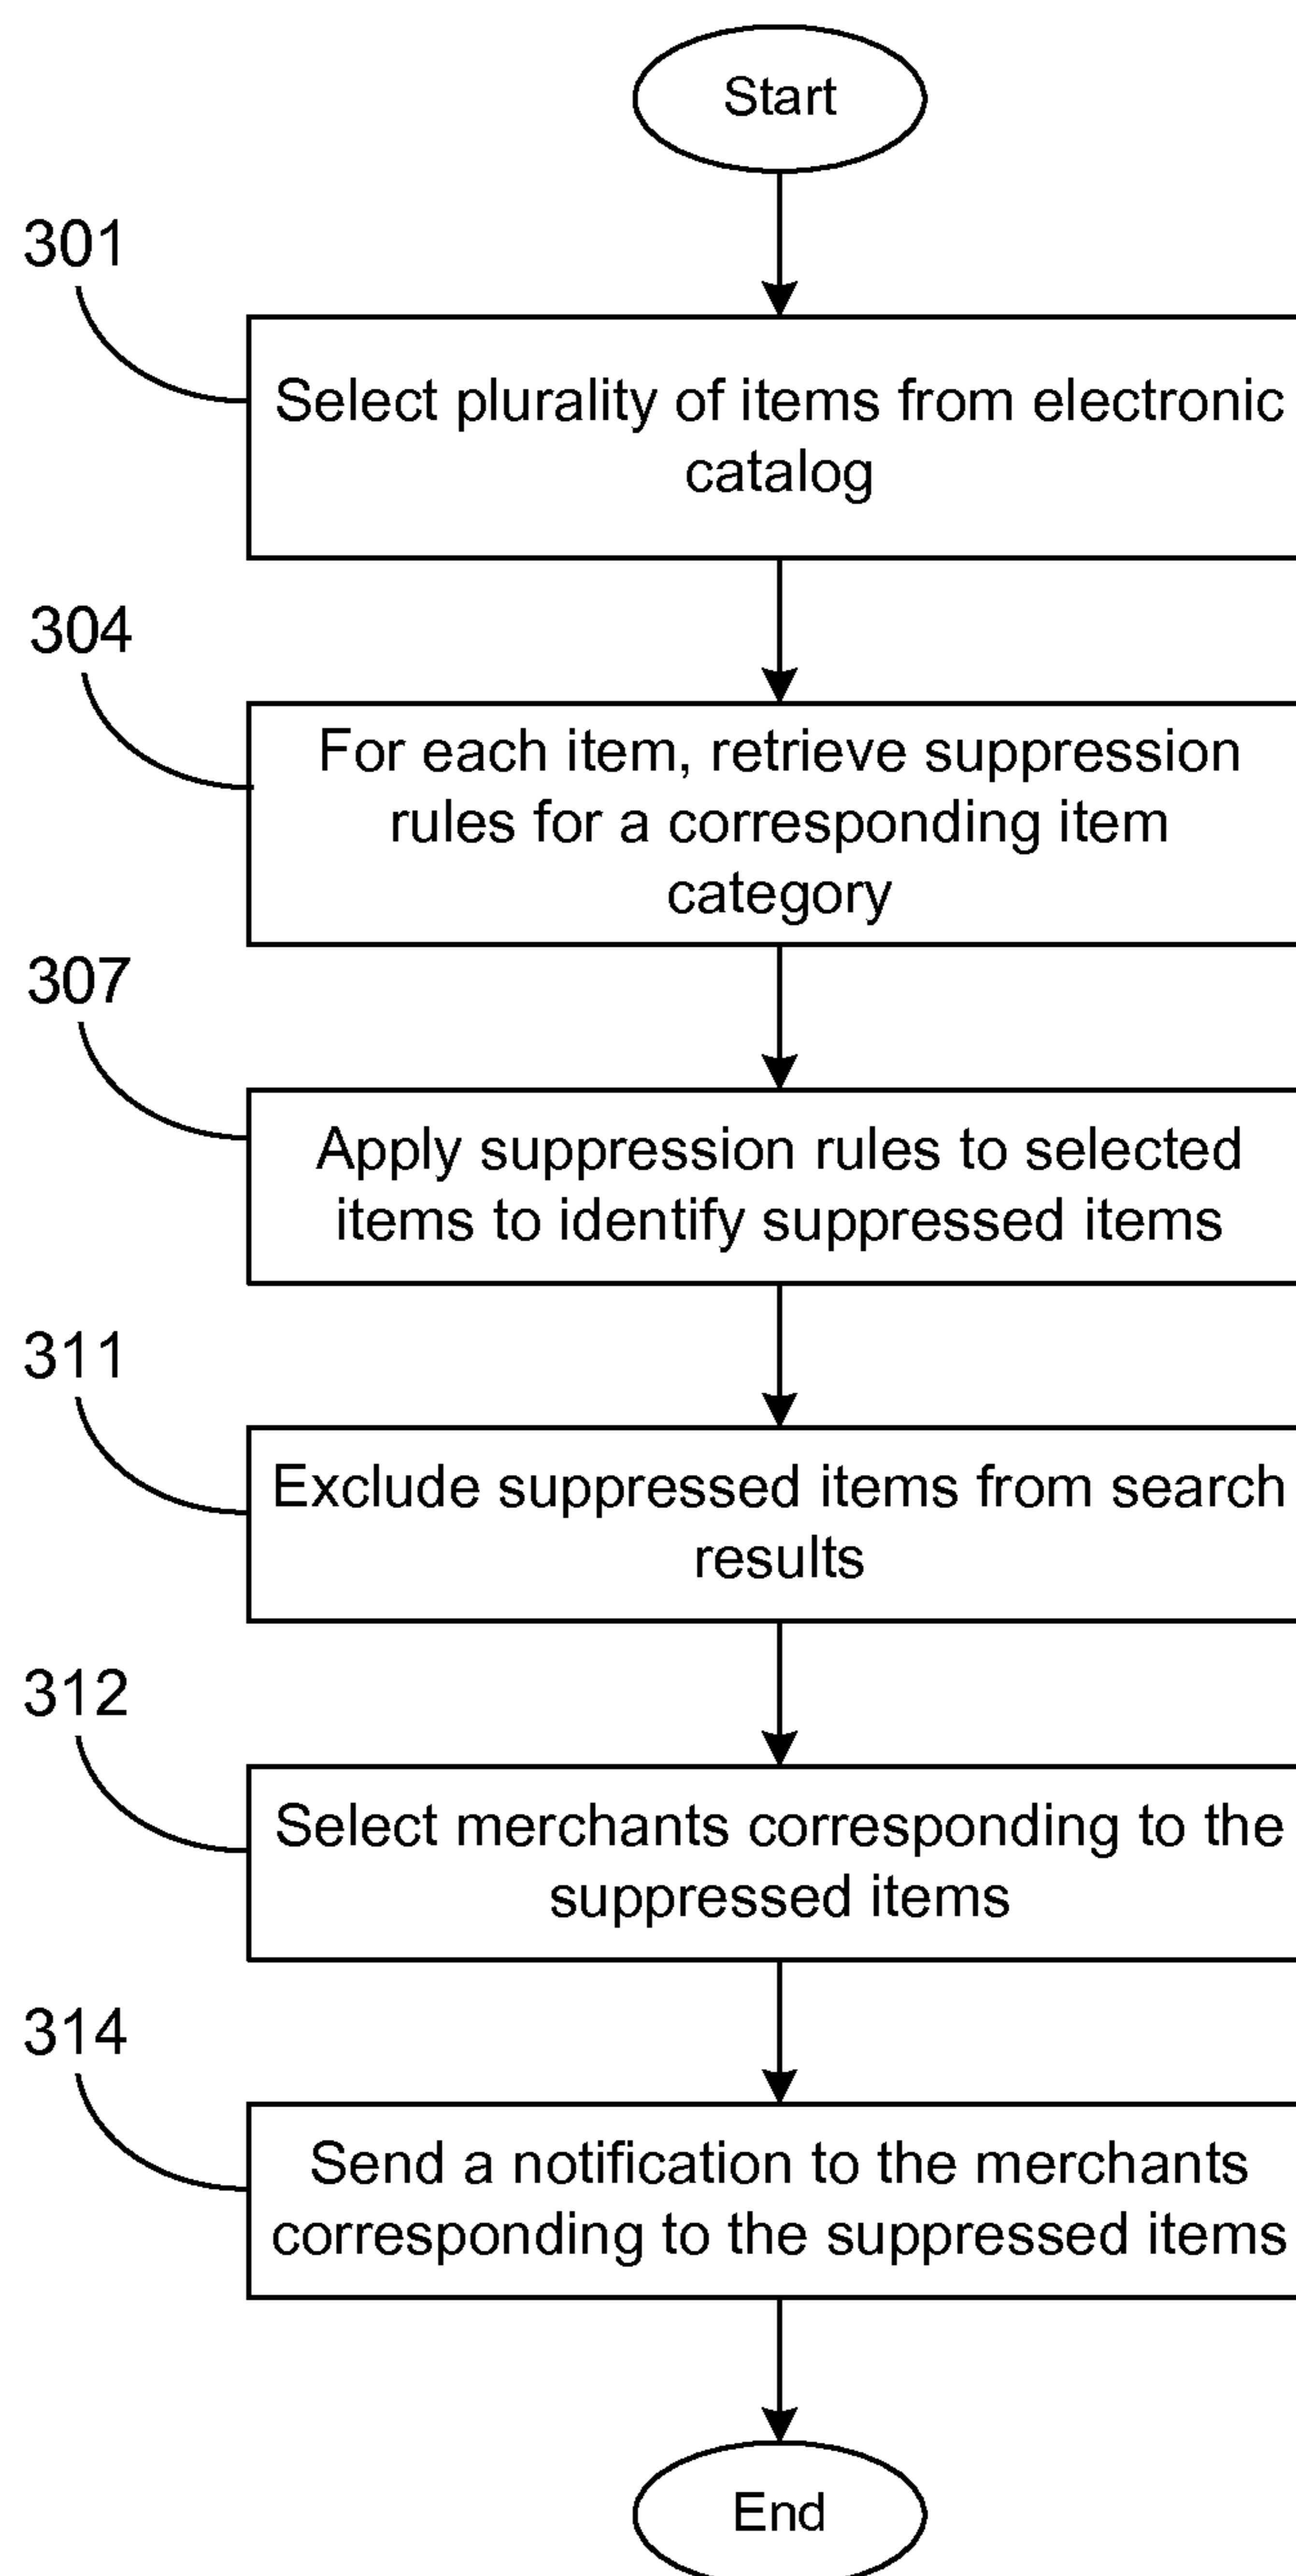 Start
301
Select plurality of items from electronic
catalog
304
For each item, retrieve suppression
rules for a corresponding item
category
307
Apply suppression rules to selected
items to identify suppressed items
311
Exclude suppressed items from search
results
312
Select merchants corresponding to the
suppressed items
314
Send a notification to the merchants
corresponding to the suppressed items
End